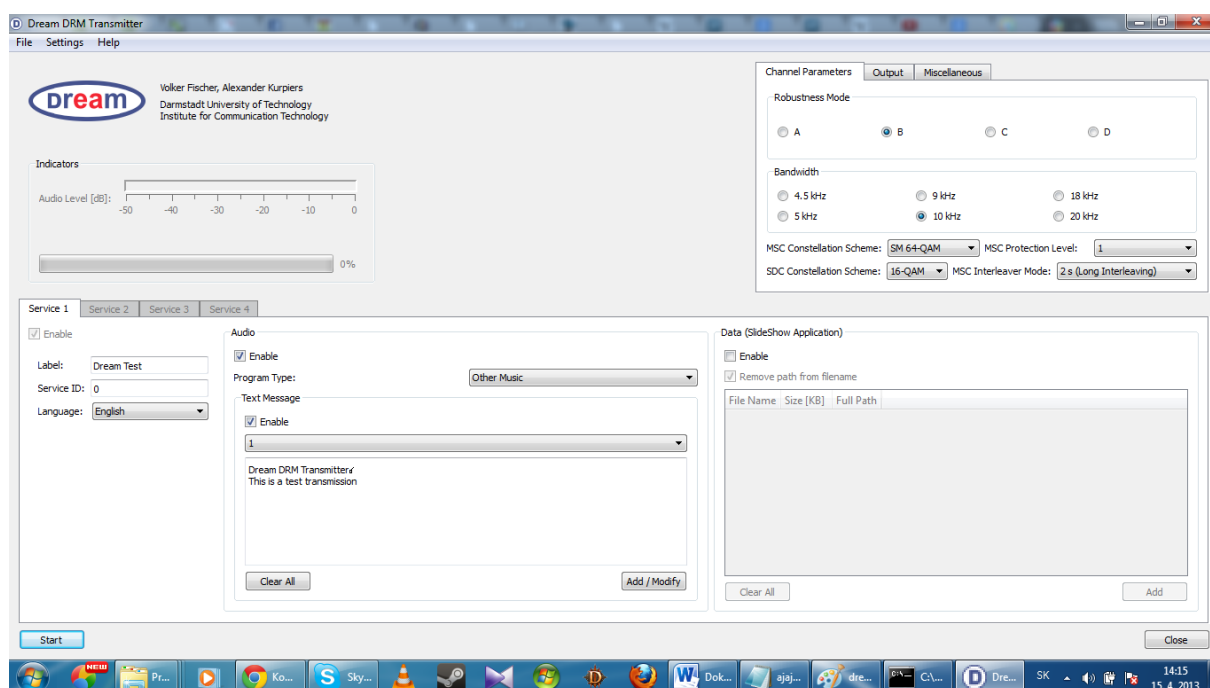 Dream DRM Transmitter
File Settings Help
Dream
Volker Fischer, Alexander Kurpiers
Darmstadt University of Technology
Institute for Communication Technology
Indicators
Audio Level [dB]:
-50 -40 -30 -20 -10 0
0%
Channel Parameters Output Miscellaneous
Robustness Mode
A B C D
Bandwidth
4.5 kHz 9 kHz 18 kHz
5 kHz 10 kHz 20 kHz
MSC Constellation Scheme: SM 64-QAM MSC Protection Level: 1
SDC Constellation Scheme: 16-QAM MSC Interleaver Mode: 2 s (Long Interleaving)
Service 1 Service 2 Service 3 Service 4
Enable
Label: Dream Test
Service ID: 0
Language: English
Audio
Enable
Program Type: Other Music
Text Message
Enable
1
Dream DRM Transmitter
This is a test transmission
Clear All Add / Modify
Data (SlideShow Application)
Enable
Remove path from filename
File Name Size [KB] Full Path
Clear All Add
Start Close
NEW Pr... Ko... S Sky... W Dok... ajaj... dre... C:\... D Dre... SK 14:15
15. 4. 2013